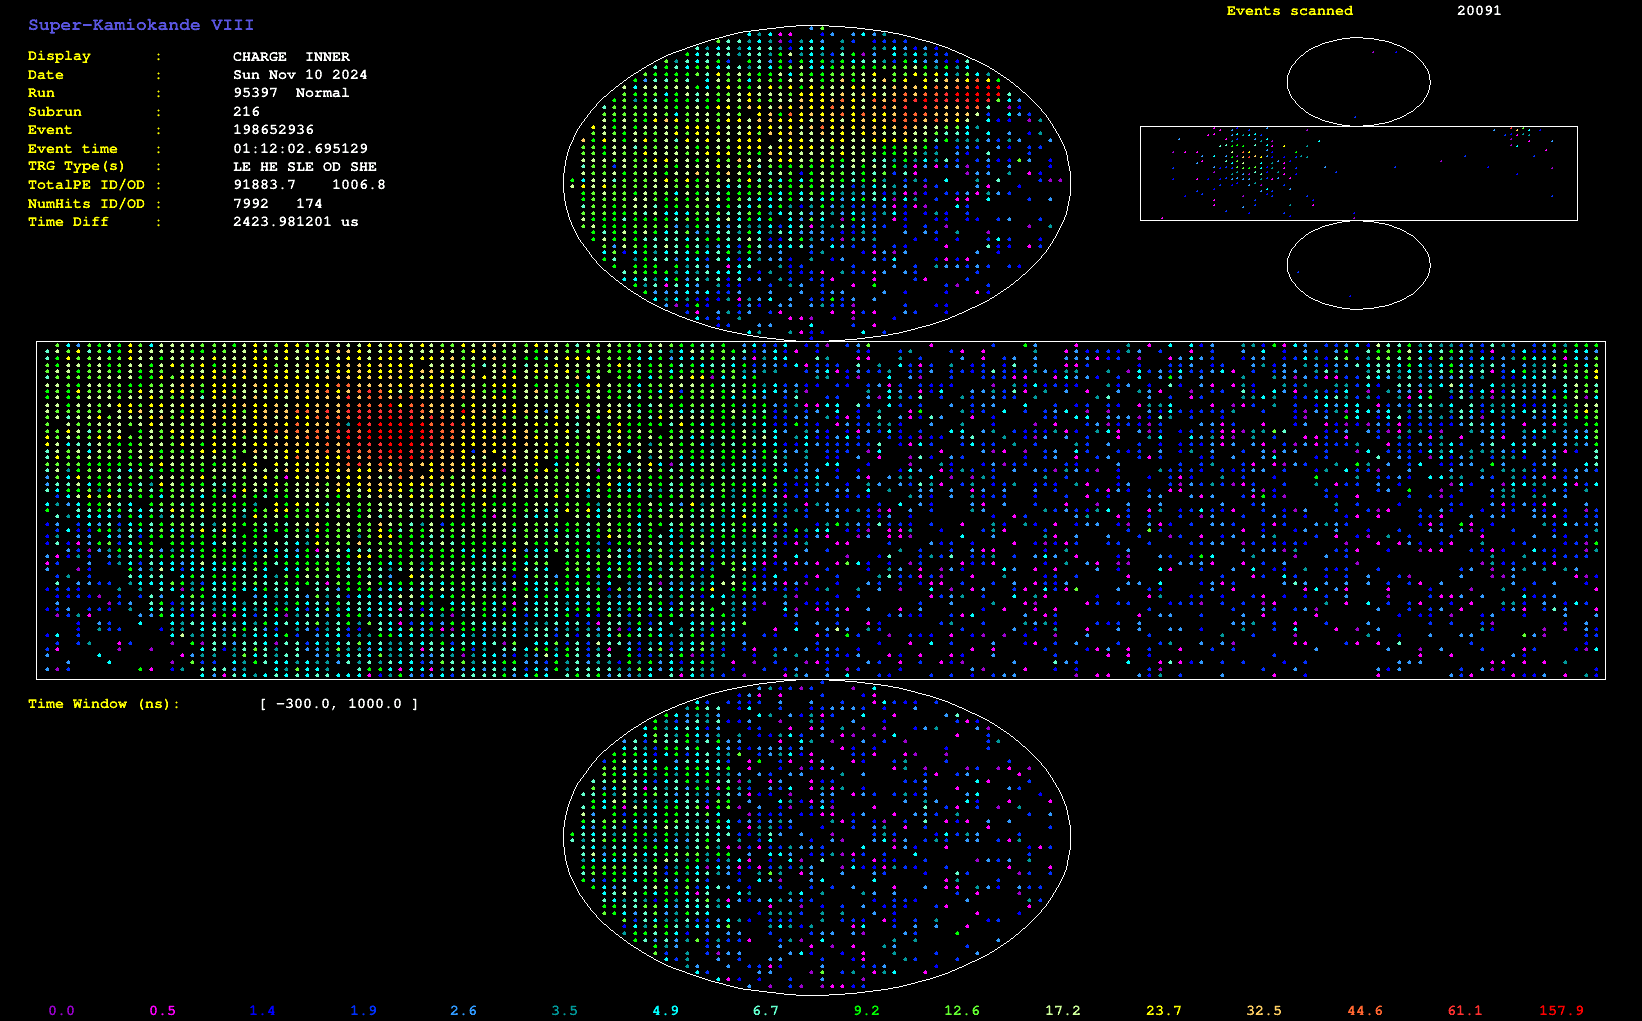 Super-Kamiokande VIII
Events scanned 20091
Display : CHARGE INNER
Date : Sun Nov 10 2024
Run : 95397 Normal
Subrun : 216
Event : 198652936
Event time : 01:12:02.695129
TRG Type(s) : LE HE SLE OD SHE
TotalPE ID/OD : 91883.7 1006.8
NumHits ID/OD : 7992 174
Time Diff : 2423.981201 us
Time Window (ns): [ -300.0, 1000.0 ]
0.0 0.5 1.4 1.9 2.6 3.5 4.9 6.7 9.2 12.6 17.2 23.7 32.5 44.6 61.1 157.9